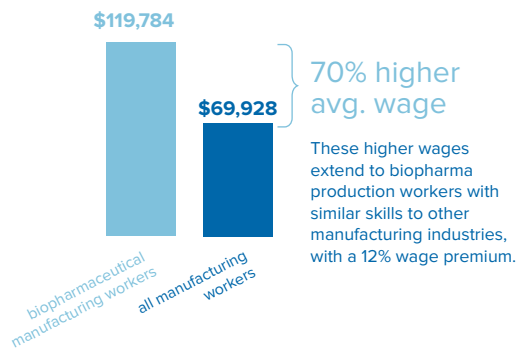 $119,784
$69,928
70% higher
avg. wage
These higher wages
extend to biopharma
production workers with
similar skills to other
manufacturing industries,
with a 12% wage premium.
biopharmaceutical
manufacturing workers
all manufacturing
workers